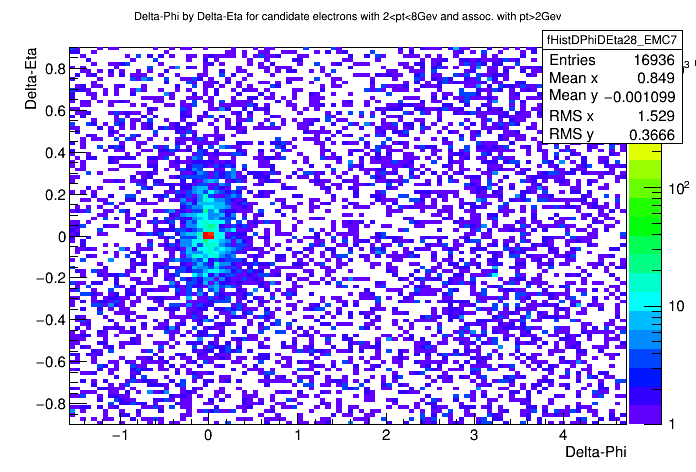 Delta-Phi by Delta-Eta for candidate electrons with 2<pt<8Gev and assoc. with pt>2Gev
fHistDPhiDEta28_EMC7
Entries 16936
Mean x 0.849
Mean y −0.001099
RMS x 1.529
RMS y 0.3666
Delta-Eta
0.8
0.6
0.4
0.2
0
−0.2
−0.4
−0.6
−0.8
−1 0 1 2 3 4
Delta-Phi
3
10²
10
1